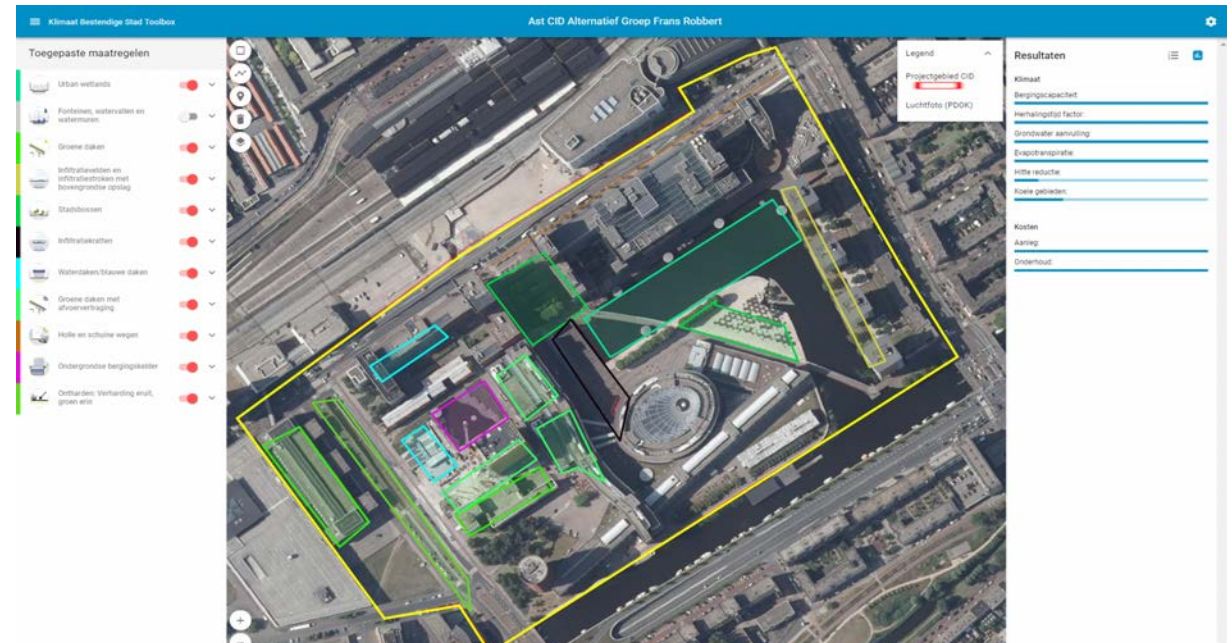 Klimaat Bestendige Stad Toolbox
Ast CID Alternatief Groep Frans Robbert
Toegepaste maatregelen
Urban wetlands
Fonteinen, watervallen en
watermuren
Groene daken
Infiltratievelden en
infiltratiestroken met
bovengrondse opslag
Stadsbossen
Infiltratiekratten
Waterdaken/blauwe daken
Groene daken met
afvoervertraging
Holle en schuine wegen
Ondergrondse bergingskelder
Ontharden: Verharding eruit,
groen erin
+
Legend
Projectgebied CID
Luchtfoto (PDOK)
Resultaten
Klimaat
Bergingscapaciteit:
Herhalingstijd factor:
Grondwater aanvulling:
Evapotranspiratie:
Hitte reductie:
Koele gebieden:
Kosten
Aanleg:
Onderhoud: